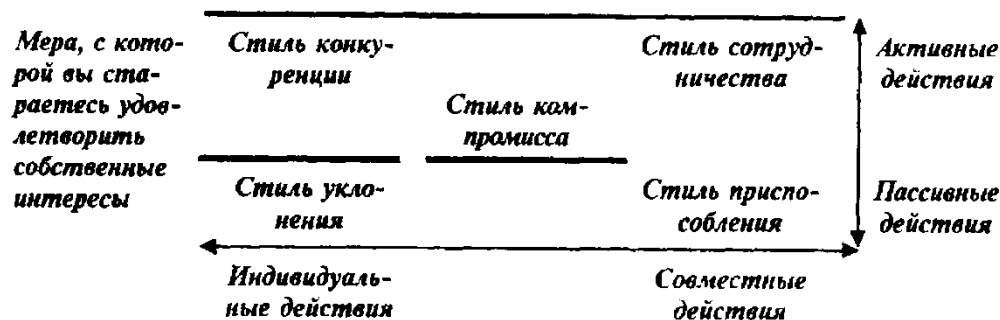 Мера, с кото-
рой вы ста-
раетесь удов-
летворить
собственные
интересы
Стиль конку-
ренции
Стиль сотруд-
ничества
Активные
действия
Стиль ком-
промисса
Стиль укло-
нения
Стиль приспо-
собления
Пассивные
действия
Индивидуаль-
ные действия
Совместные
действия